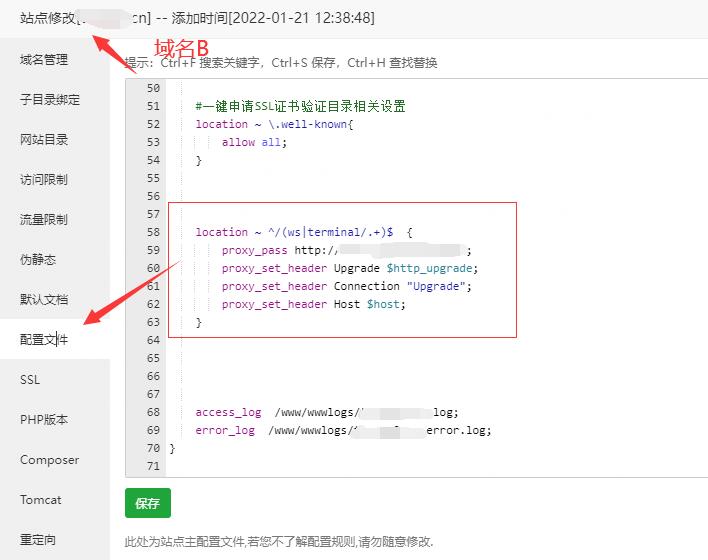 站点修改[ cn] -- 添加时间[2022-01-21 12:38:48]
域名B
域名管理
子目录绑定
网站目录
访问限制
流量限制
伪静态
默认文档
配置文件
SSL
PHP版本
Composer
Tomcat
重定向
提示：Ctrl+F 搜索关键字，Ctrl+S 保存，Ctrl+H 查找替换
50
51 #一键申请SSL证书验证目录相关设置
52 location ~ \.well-known{
53 allow all;
54 }
55
56
57
58 location ~ ^/(ws|terminal/.+)$ {
59 proxy_pass http:/ ;
60 proxy_set_header Upgrade $http_upgrade;
61 proxy_set_header Connection "Upgrade";
62 proxy_set_header Host $host;
63 }
64
65
66
67
68 access_log /www/wwwlogs/ log;
69 error_log /www/wwwlogs/ error.log;
70 }
71
保存
此处为站点主配置文件,若您不了解配置规则,请勿随意修改.